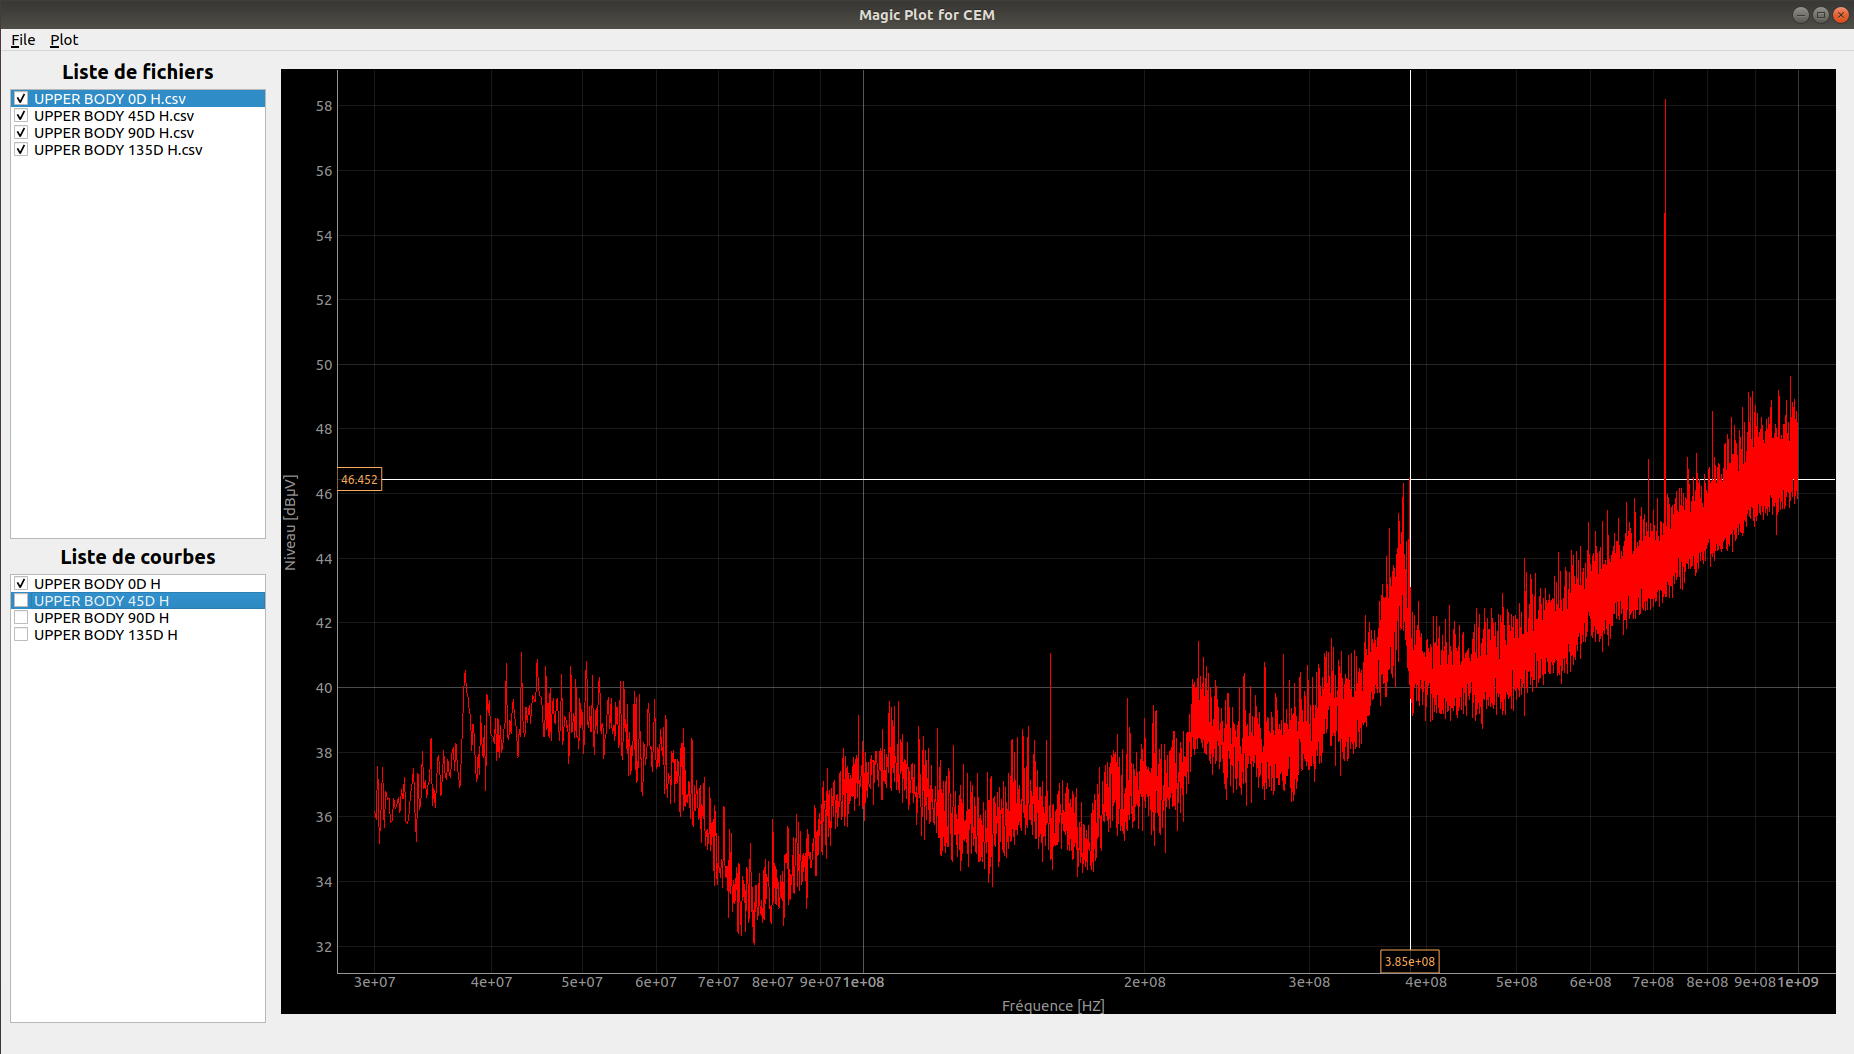 Magic Plot for CEM
File Plot
Liste de fichiers
UPPER BODY 0D H.csv
UPPER BODY 45D H.csv
UPPER BODY 90D H.csv
UPPER BODY 135D H.csv
Liste de courbes
UPPER BODY 0D H
UPPER BODY 45D H
UPPER BODY 90D H
UPPER BODY 135D H
Niveau [dBµV]
58
56
54
52
50
48
46.452
46
44
42
40
38
36
34
32
3.85e+08
3e+07 4e+07 5e+07 6e+07 7e+07 8e+07 9e+07 1e+08 2e+08 3e+08 4e+08 5e+08 6e+08 7e+08 8e+08 9e+08 1e+09
Fréquence [HZ]